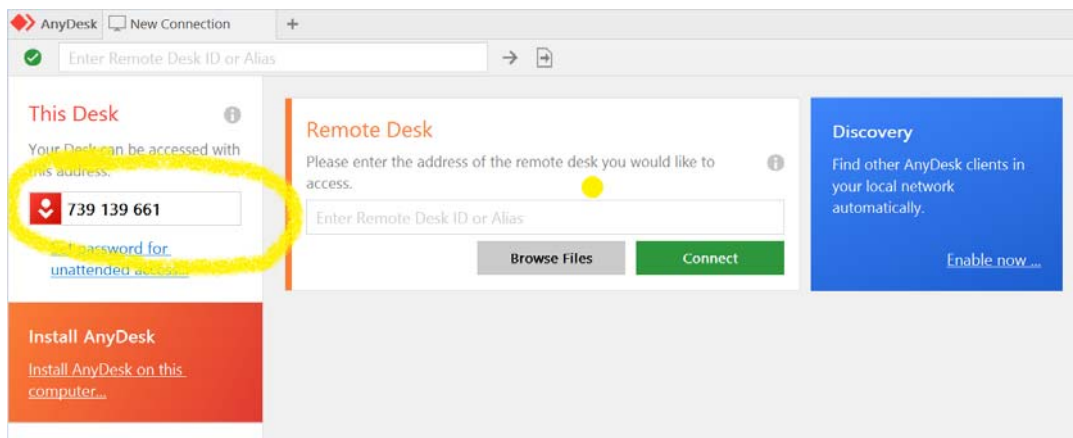 AnyDesk New Connection +
Enter Remote Desk ID or Alias
This Desk
Your Desk can be accessed with
this address.
739 139 661
Set password for
unattended access...
Install AnyDesk
Install AnyDesk on this
computer...
Remote Desk
Please enter the address of the remote desk you would like to
access.
Enter Remote Desk ID or Alias
Browse Files Connect
Discovery
Find other AnyDesk clients in
your local network
automatically.
Enable now ...